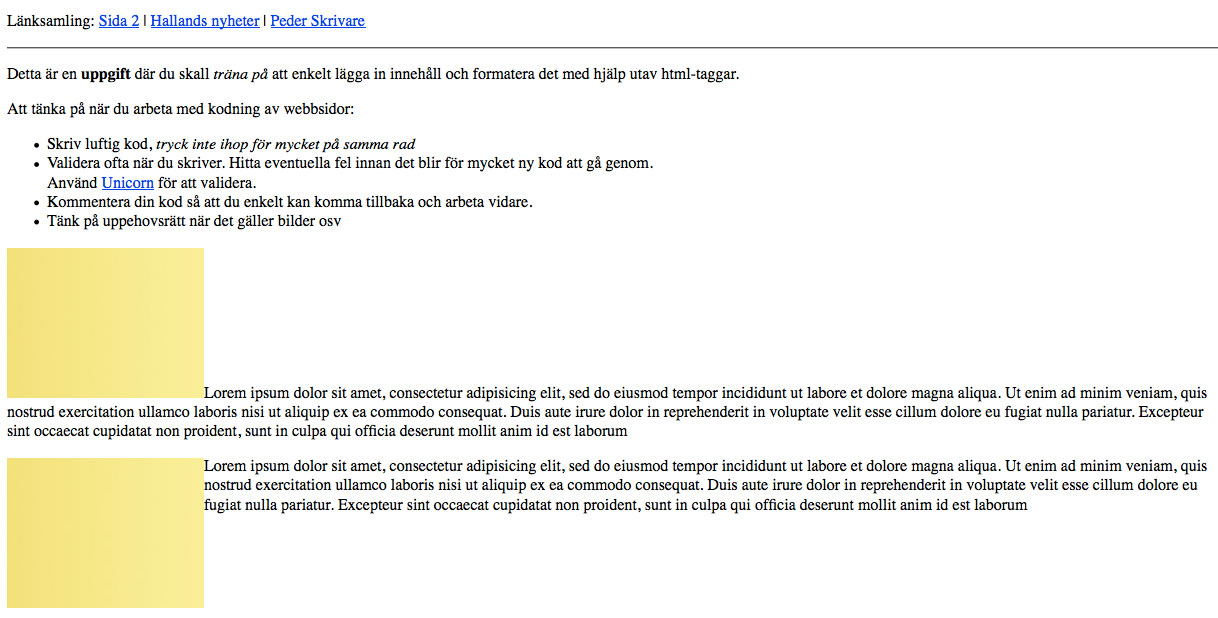 Länksamling: Sida 2 | Hallands nyheter | Peder Skrivare
Detta är en uppgift där du skall träna på att enkelt lägga in innehåll och formatera det med hjälp utav html-taggar.
Att tänka på när du arbeta med kodning av webbsidor:
• Skriv luftig kod, tryck inte ihop för mycket på samma rad
• Validera ofta när du skriver. Hitta eventuella fel innan det blir för mycket ny kod att gå genom.
Använd Unicorn för att validera.
• Kommentera din kod så att du enkelt kan komma tillbaka och arbeta vidare.
• Tänk på uppehovsrätt när det gäller bilder osv
Lorem ipsum dolor sit amet, consectetur adipisicing elit, sed do eiusmod tempor incididunt ut labore et dolore magna aliqua. Ut enim ad minim veniam, quis
nostrud exercitation ullamco laboris nisi ut aliquip ex ea commodo consequat. Duis aute irure dolor in reprehenderit in voluptate velit esse cillum dolore eu fugiat nulla pariatur. Excepteur
sint occaecat cupidatat non proident, sunt in culpa qui officia deserunt mollit anim id est laborum
Lorem ipsum dolor sit amet, consectetur adipisicing elit, sed do eiusmod tempor incididunt ut labore et dolore magna aliqua. Ut enim ad minim veniam, quis
nostrud exercitation ullamco laboris nisi ut aliquip ex ea commodo consequat. Duis aute irure dolor in reprehenderit in voluptate velit esse cillum dolore eu
fugiat nulla pariatur. Excepteur sint occaecat cupidatat non proident, sunt in culpa qui officia deserunt mollit anim id est laborum